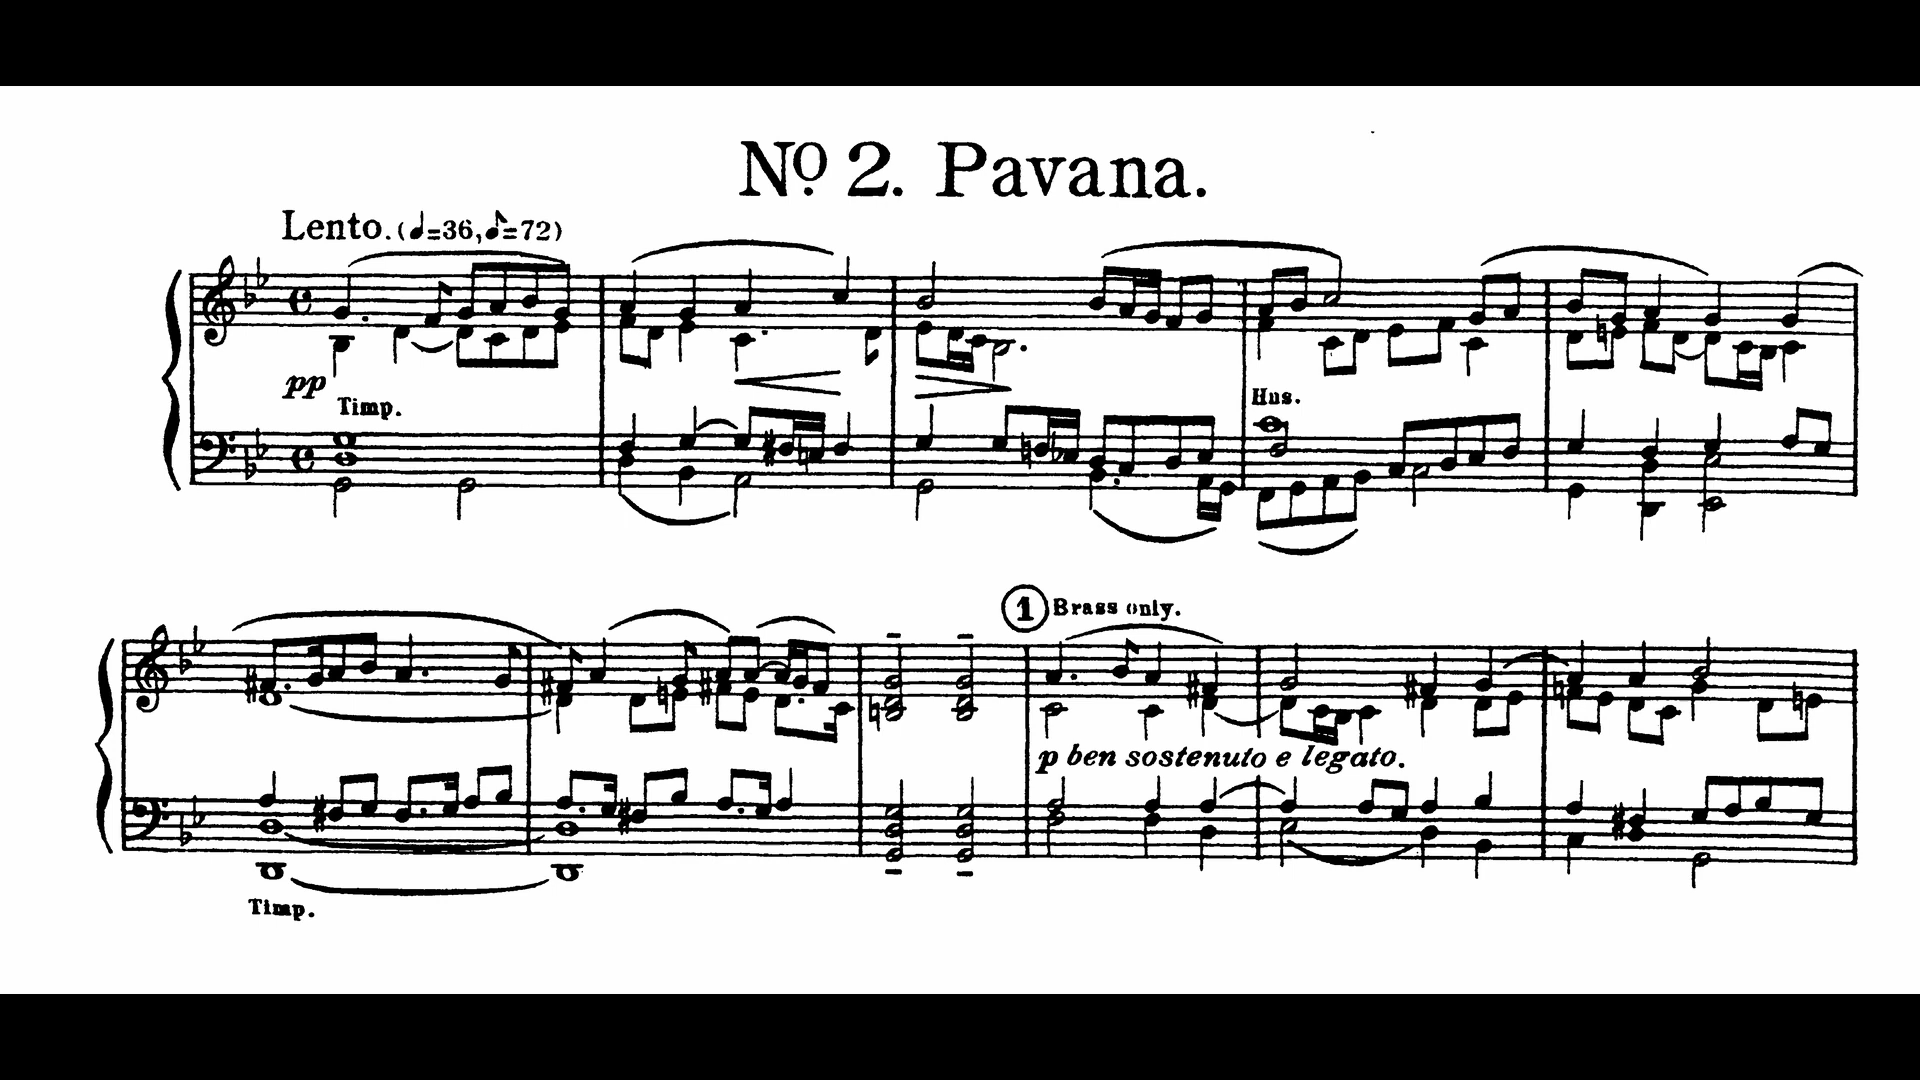 Nº 2. Pavana.
Lento. (♩=36, ♪=72)
pp
Timp.
Hns.
1 Brass only.
p ben sostenuto e legato.
Timp.